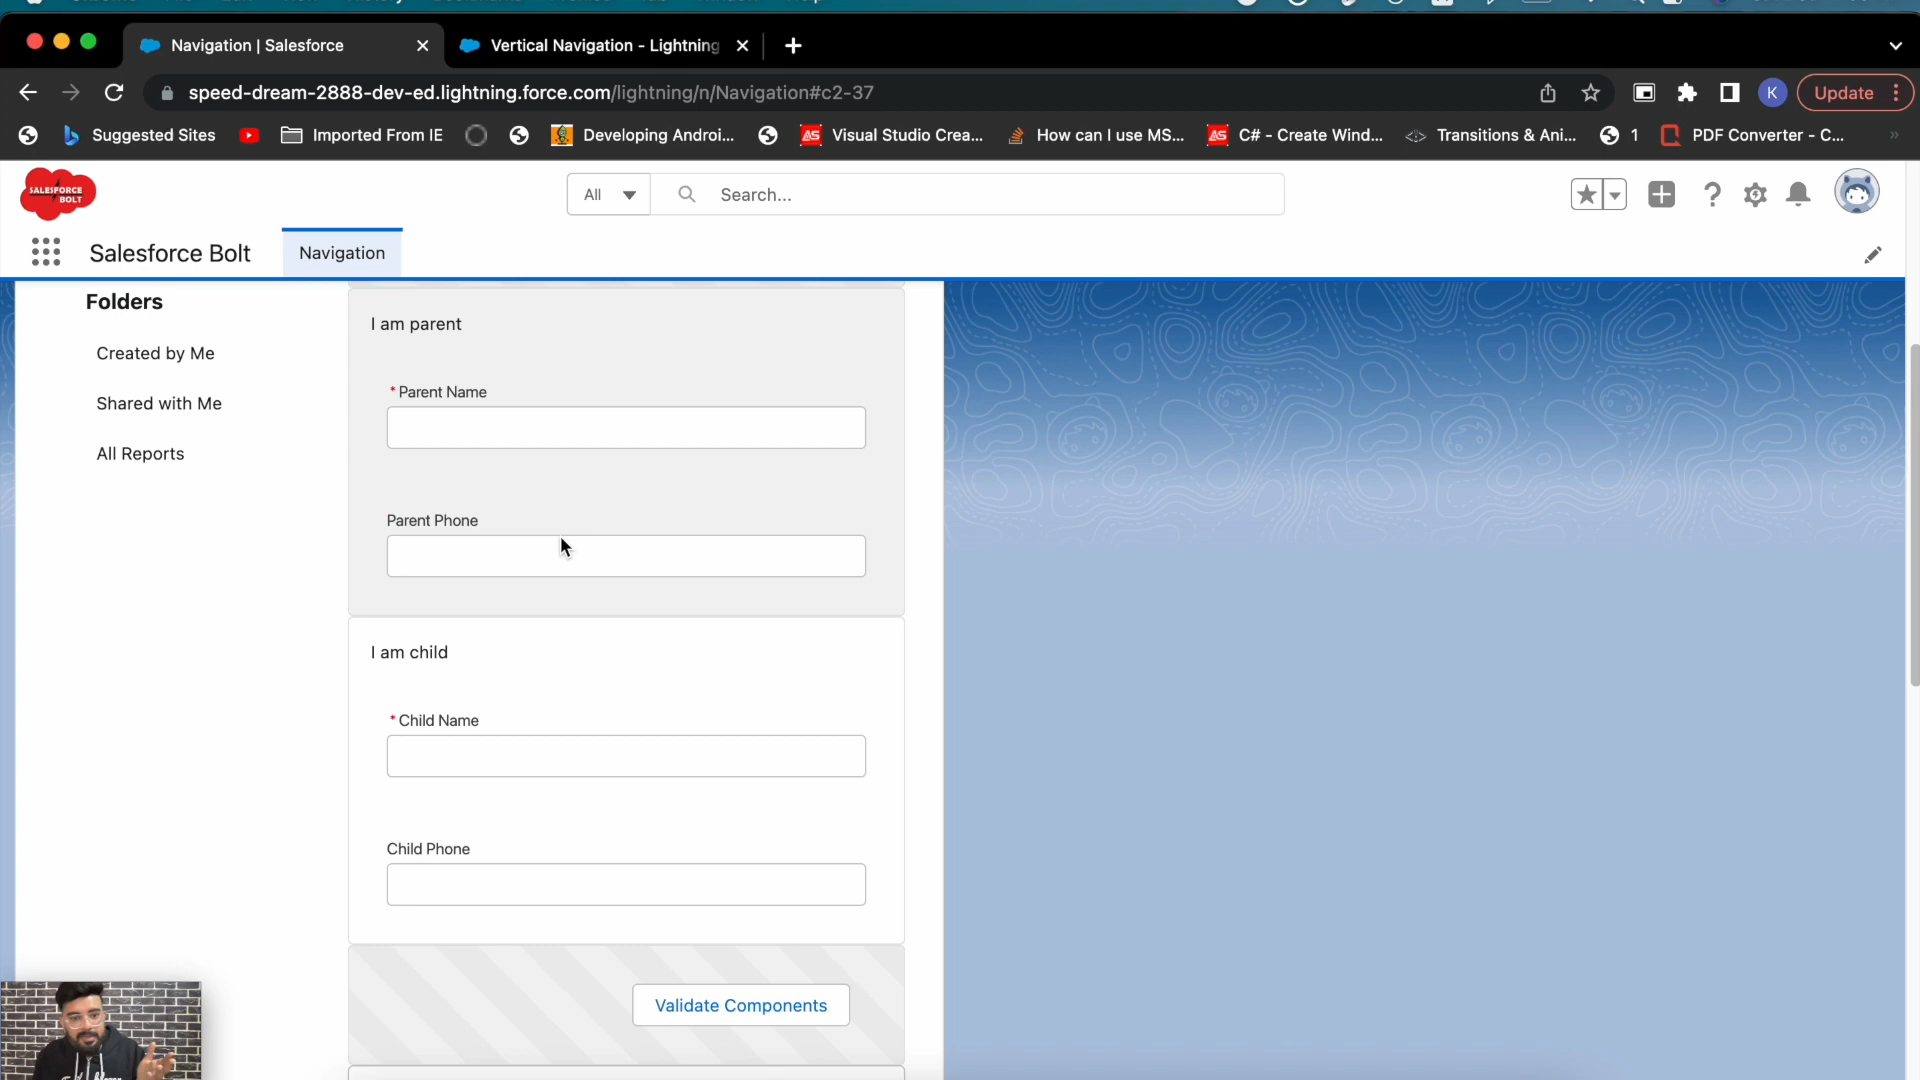 Navigation | Salesforce
Vertical Navigation - Lightning
speed-dream-2888-dev-ed.lightning.force.com/lightning/n/Navigation#c2-37
Update
Suggested Sites
Imported From IE
Developing Androi...
Visual Studio Crea...
How can I use MS...
C# - Create Wind...
Transitions & Ani...
1
PDF Converter - C...
K
SALESFORCE
BOLT
All
Search...
Salesforce Bolt
Navigation
Folders
Created by Me
Shared with Me
All Reports
I am parent
* Parent Name
Parent Phone
I am child
* Child Name
Child Phone
Validate Components